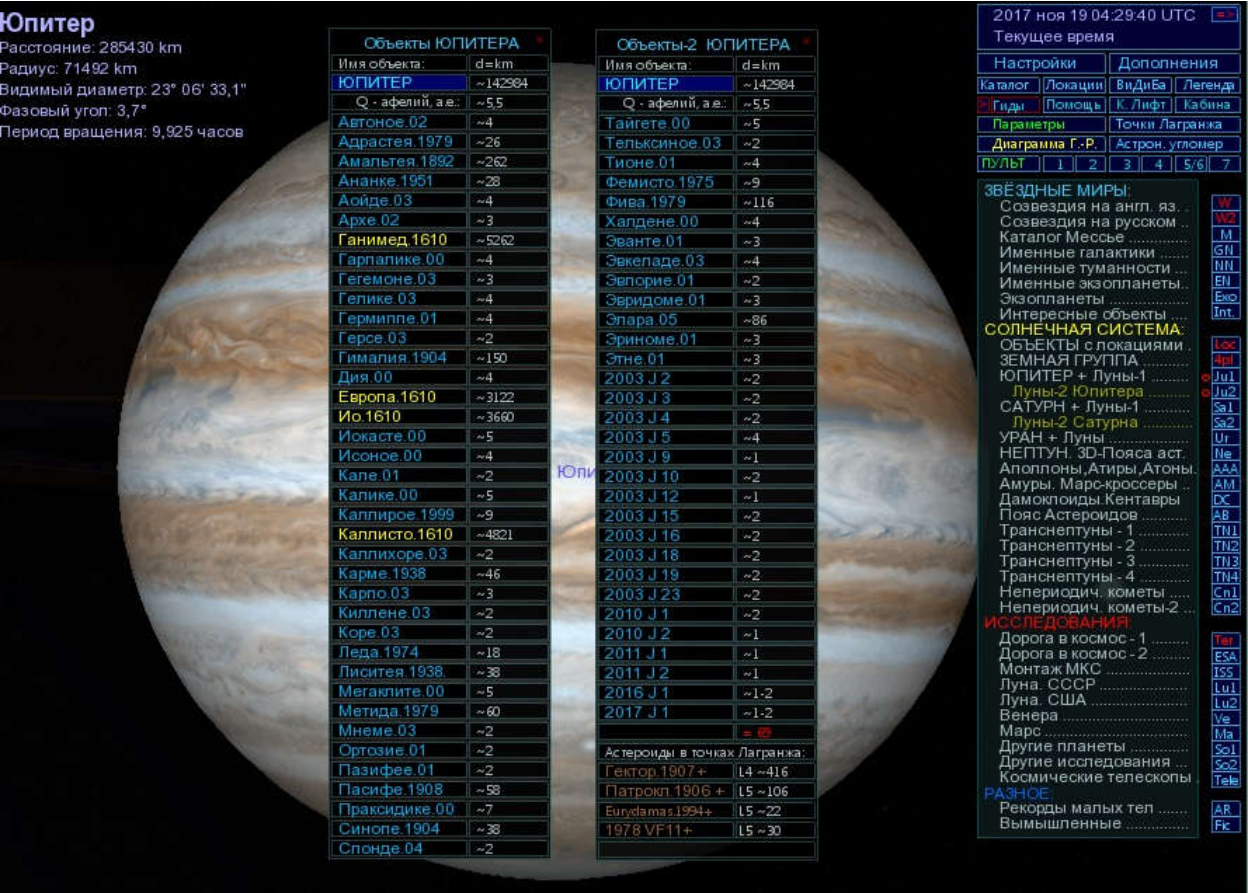 Юпитер
Расстояние: 285430 km
Радиус: 71492 km
Видимый диаметр: 23° 06' 33,1"
Фазовый угол: 3,7°
Период вращения: 9,925 часов
Объекты ЮПИТЕРА
Имя объекта: d=km
ЮПИТЕР ~142984
Q - афелий, а.е.: ~5,5
Автоное.02 ~4
Адрастея.1979 ~26
Амальтея.1892 ~262
Ананке.1951 ~28
Аойде.03 ~4
Архе.02 ~3
Ганимед.1610 ~5262
Гарпалике.00 ~4
Гегемоне.03 ~3
Гелике.03 ~4
Гермиппе.01 ~4
Герсе.03 ~2
Гималия.1904 ~150
Дия.00 ~4
Европа.1610 ~3122
Ио.1610 ~3660
Иокасте.00 ~5
Исоное.00 ~4
Кале.01 ~2
Калике.00 ~5
Каллирое.1999 ~9
Каллисто.1610 ~4821
Каллихоре.03 ~2
Карме.1938 ~46
Карпо.03 ~3
Киллене.03 ~2
Коре.03 ~2
Леда.1974 ~18
Лиситея.1938. ~38
Мегаклите.00 ~5
Метида.1979 ~60
Мнеме.03 ~2
Ортозие.01 ~2
Пазифее.01 ~2
Пасифе.1908 ~58
Праксидике.00 ~7
Синопе.1904 ~38
Спонде.04 ~2
Юпи
Объекты-2 ЮПИТЕРА
Имя объекта: d=km
ЮПИТЕР ~142984
Q - афелий, а.е.: ~5,5
Тайгете.00 ~5
Тельксиное.03 ~2
Тионе.01 ~4
Фемисто.1975 ~9
Фива.1979 ~116
Халдене.00 ~4
Эванте.01 ~3
Эвкеладе.03 ~4
Эвпорие.01 ~2
Эвридоме.01 ~3
Элара.05 ~86
Эриноме.01 ~3
Этне.01 ~3
2003 J 2 ~2
2003 J 3 ~2
2003 J 4 ~2
2003 J 5 ~4
2003 J 9 ~1
2003 J 10 ~2
2003 J 12 ~1
2003 J 15 ~2
2003 J 16 ~2
2003 J 18 ~2
2003 J 19 ~2
2003 J 23 ~2
2010 J 1 ~2
2010 J 2 ~1
2011 J 1 ~1
2011 J 2 ~1
2016 J 1 ~1-2
2017 J 1 ~1-2
Астероиды в точках Лагранжа:
Гектор.1907+ L4 ~416
Патрокл.1906 + L5 ~106
Eurydamas.1994+ L5 ~22
1978 VF11+ L5 ~30
2017 ноя 19 04:29:40 UTC =>
Текущее время
Настройки Дополнения
Каталог Локации ВиДиБа Легенда
> Гиды Помощь К. Лифт Кабина
Параметры Точки Лагранжа
Диаграмма Г.-Р. Астрон. угломер
ПУЛЬТ 1 2 3 4 5/6 7
ЗВЁЗДНЫЕ МИРЫ:
Созвездия на англ. яз. . W
Созвездия на русском .. W2
Каталог Мессье ............ M
Именные галактики ...... GN
Именные туманности ... NN
Именные экзопланеты.. EN
Экзопланеты ................ Exo
Интересные объекты .... Int.
СОЛНЕЧНАЯ СИСТЕМА:
ОБЪЕКТЫ с локациями . Loc
ЗЕМНАЯ ГРУППА .......... 4pl
ЮПИТЕР + Луны-1 ........ Ju1
Луны-2 Юпитера .......... Ju2
САТУРН + Луны-1 ......... Sa1
Луны-2 Сатурна ............ Sa2
УРАН + Луны ................ Ur
НЕПТУН. 3D-Пояса аст. Ne
Аполлоны,Атиры,Атоны. AAA
Амуры. Марс-кроссеры .. AM
Дамоклоиды.Кентавры DC
Пояс Астероидов .......... AB
Транснептуны - 1 .......... TN1
Транснептуны - 2 ........... TN2
Транснептуны - 3 .......... TN3
Транснептуны - 4 .......... TN4
Непериодич. кометы ..... Cn1
Непериодич. кометы-2 ... Cn2
ИССЛЕДОВАНИЯ:
Дорога в космос - 1 ........ Ter
Дорога в космос - 2 ........ ESA
Монтаж МКС ................ ISS
Луна. СССР .................. Lu1
Луна. США ................... Lu2
Венера ......................... Ve
Марс............................ Ma
Другие планеты ............ So1
Другие исследования ... So2
Космические телескопы . Tele
РАЗНОЕ:
Рекорды малых тел ....... AR
Вымышленные .............. Fic